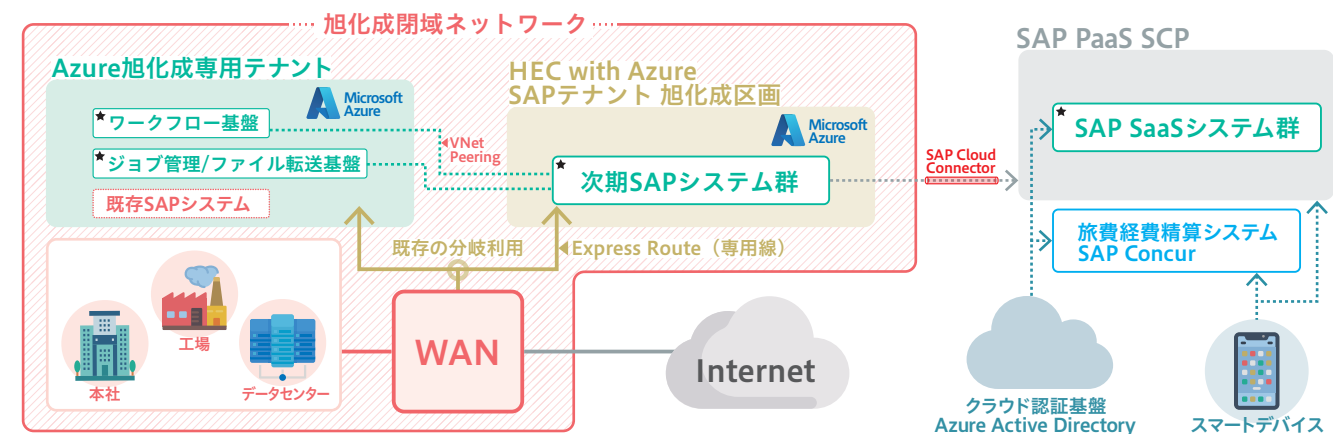 旭化成閉域ネットワーク
Azure旭化成専用テナント
Microsoft
Azure
ワークフロー基盤
ジョブ管理/ファイル転送基盤
既存SAPシステム
VNet
Peering
HEC with Azure
SAPテナント 旭化成区画
Microsoft
Azure
次期SAPシステム群
既存の分岐利用
Express Route（専用線）
本社
工場
データセンター
WAN
Internet
SAP Cloud
Connector
SAP PaaS SCP
SAP SaaSシステム群
旅費経費精算システム
SAP Concur
クラウド認証基盤
Azure Active Directory
スマートデバイス